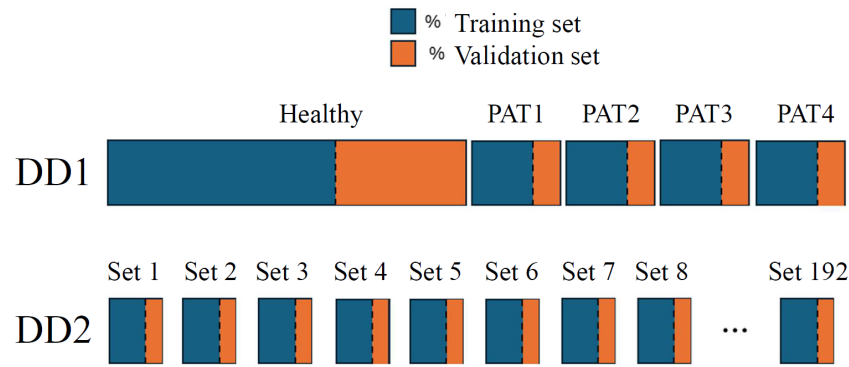 % Training set
% Validation set
Healthy PAT1 PAT2 PAT3 PAT4
DD1
Set 1 Set 2 Set 3 Set 4 Set 5 Set 6 Set 7 Set 8 Set 192
DD2 ...